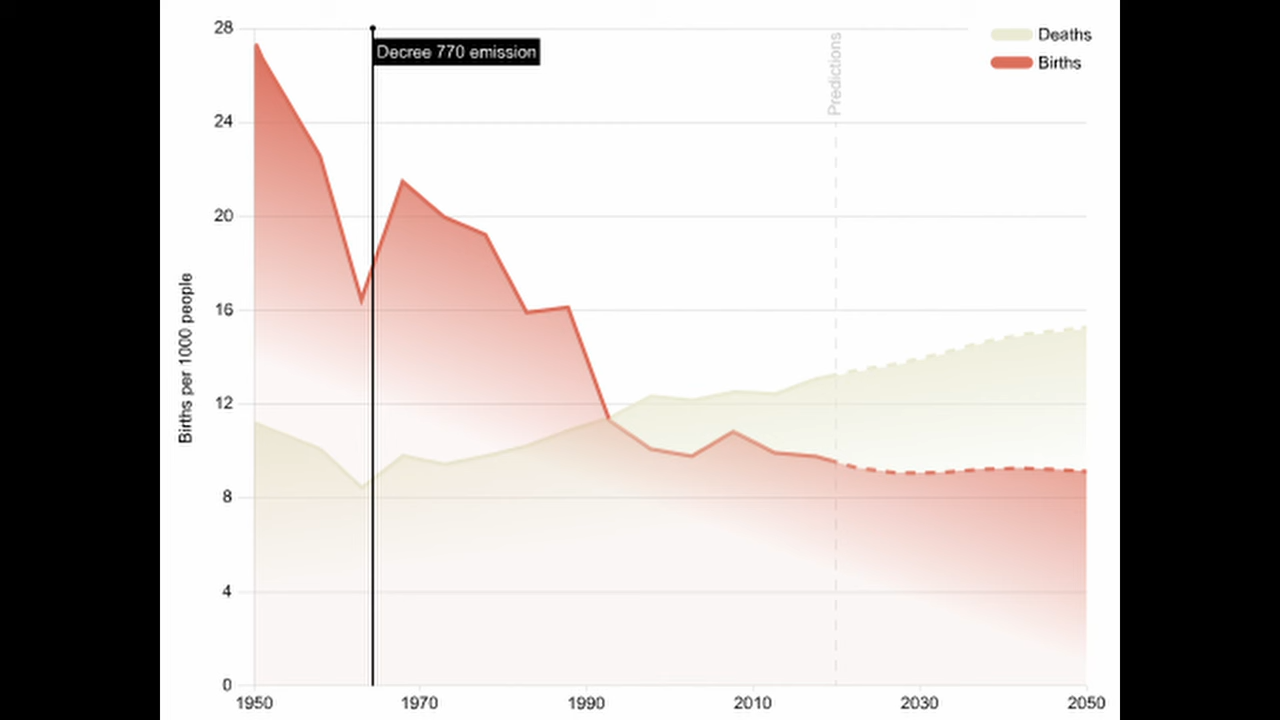 28
Deaths
Decree 770 emission
Predictions
Births
24
20
16
Births per 1000 people
12
8
4
0
1950 1970 1990 2010 2030 2050